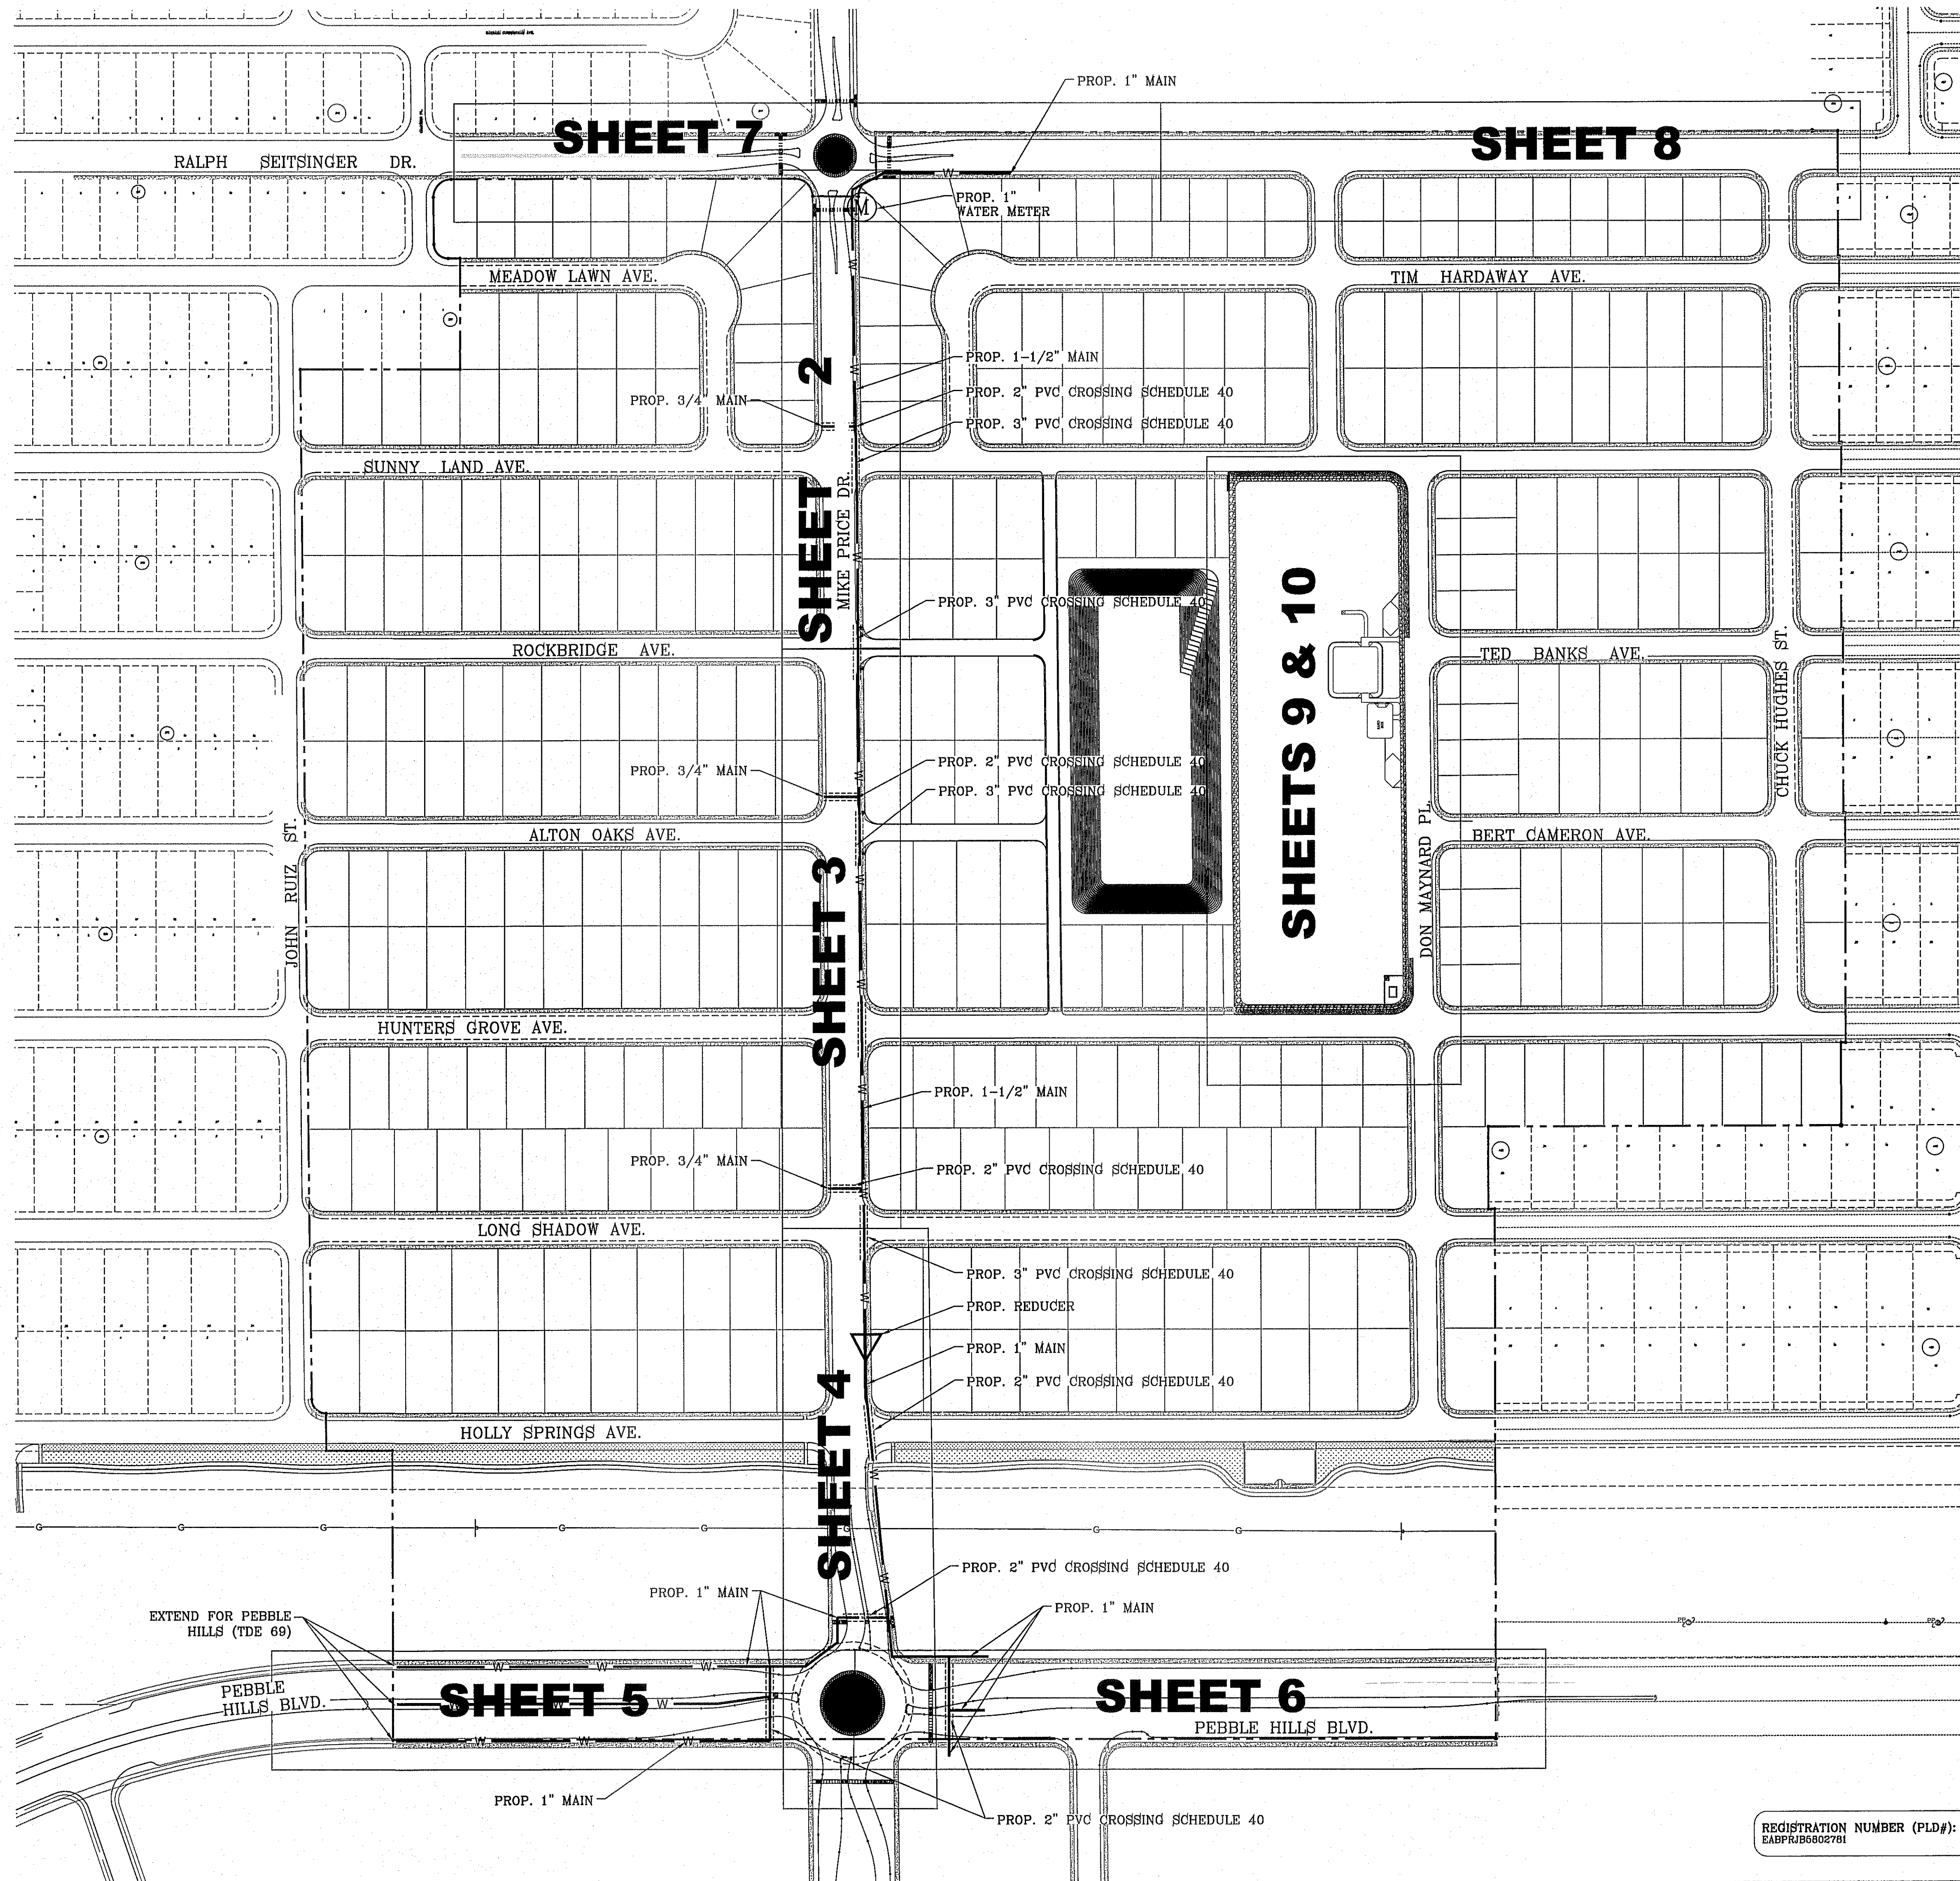 PROP. 1" MAIN
SHEET 7
SHEET 8
RALPH SEITSINGER DR.
W
PROP. 1"
WATER METER
M
MEADOW LAWN AVE.
TIM HARDAWAY AVE.
W
PROP. 1-1/2" MAIN
W
PROP. 3/4" MAIN
PROP. 2" PVC CROSSING SCHEDULE 40
PROP. 3" PVC CROSSING SCHEDULE 40
SUNNY LAND AVE.
SHEET 2
MIKE PRICE DR.
W
SHEETS 9 & 10
PROP. 3" PVC CROSSING SCHEDULE 40
ROCKBRIDGE AVE.
TED BANKS AVE.
CHUCK HUGHES ST.
PROP. 3/4" MAIN
W
PROP. 2" PVC CROSSING SCHEDULE 40
PROP. 3" PVC CROSSING SCHEDULE 40
ALTON OAKS AVE.
BERT CAMERON AVE.
JOHN RUIZ ST.
SHEET 3
W
DON MAYNARD PL.
W
HUNTERS GROVE AVE.
W
PROP. 1-1/2" MAIN
PROP. 3/4" MAIN
PROP. 2" PVC CROSSING SCHEDULE 40
W
LONG SHADOW AVE.
PROP. 3" PVC CROSSING SCHEDULE 40
W
PROP. REDUCER
PROP. 1" MAIN
PROP. 2" PVC CROSSING SCHEDULE 40
SHEET 4
HOLLY SPRINGS AVE.
W
G G G G G G G G
PROP. 2" PVC CROSSING SCHEDULE 40
W
PROP. 1" MAIN
PROP. 1" MAIN
EXTEND FOR PEBBLE
HILLS (TDE 69)
PP
PP
W W W
PEBBLE
HILLS BLVD.
SHEET 5
W W W
SHEET 6
PEBBLE HILLS BLVD.
W W W
PROP. 1" MAIN
PROP. 2" PVC CROSSING SCHEDULE 40
REGISTRATION NUMBER (PLD#):
EABPRJB5802781